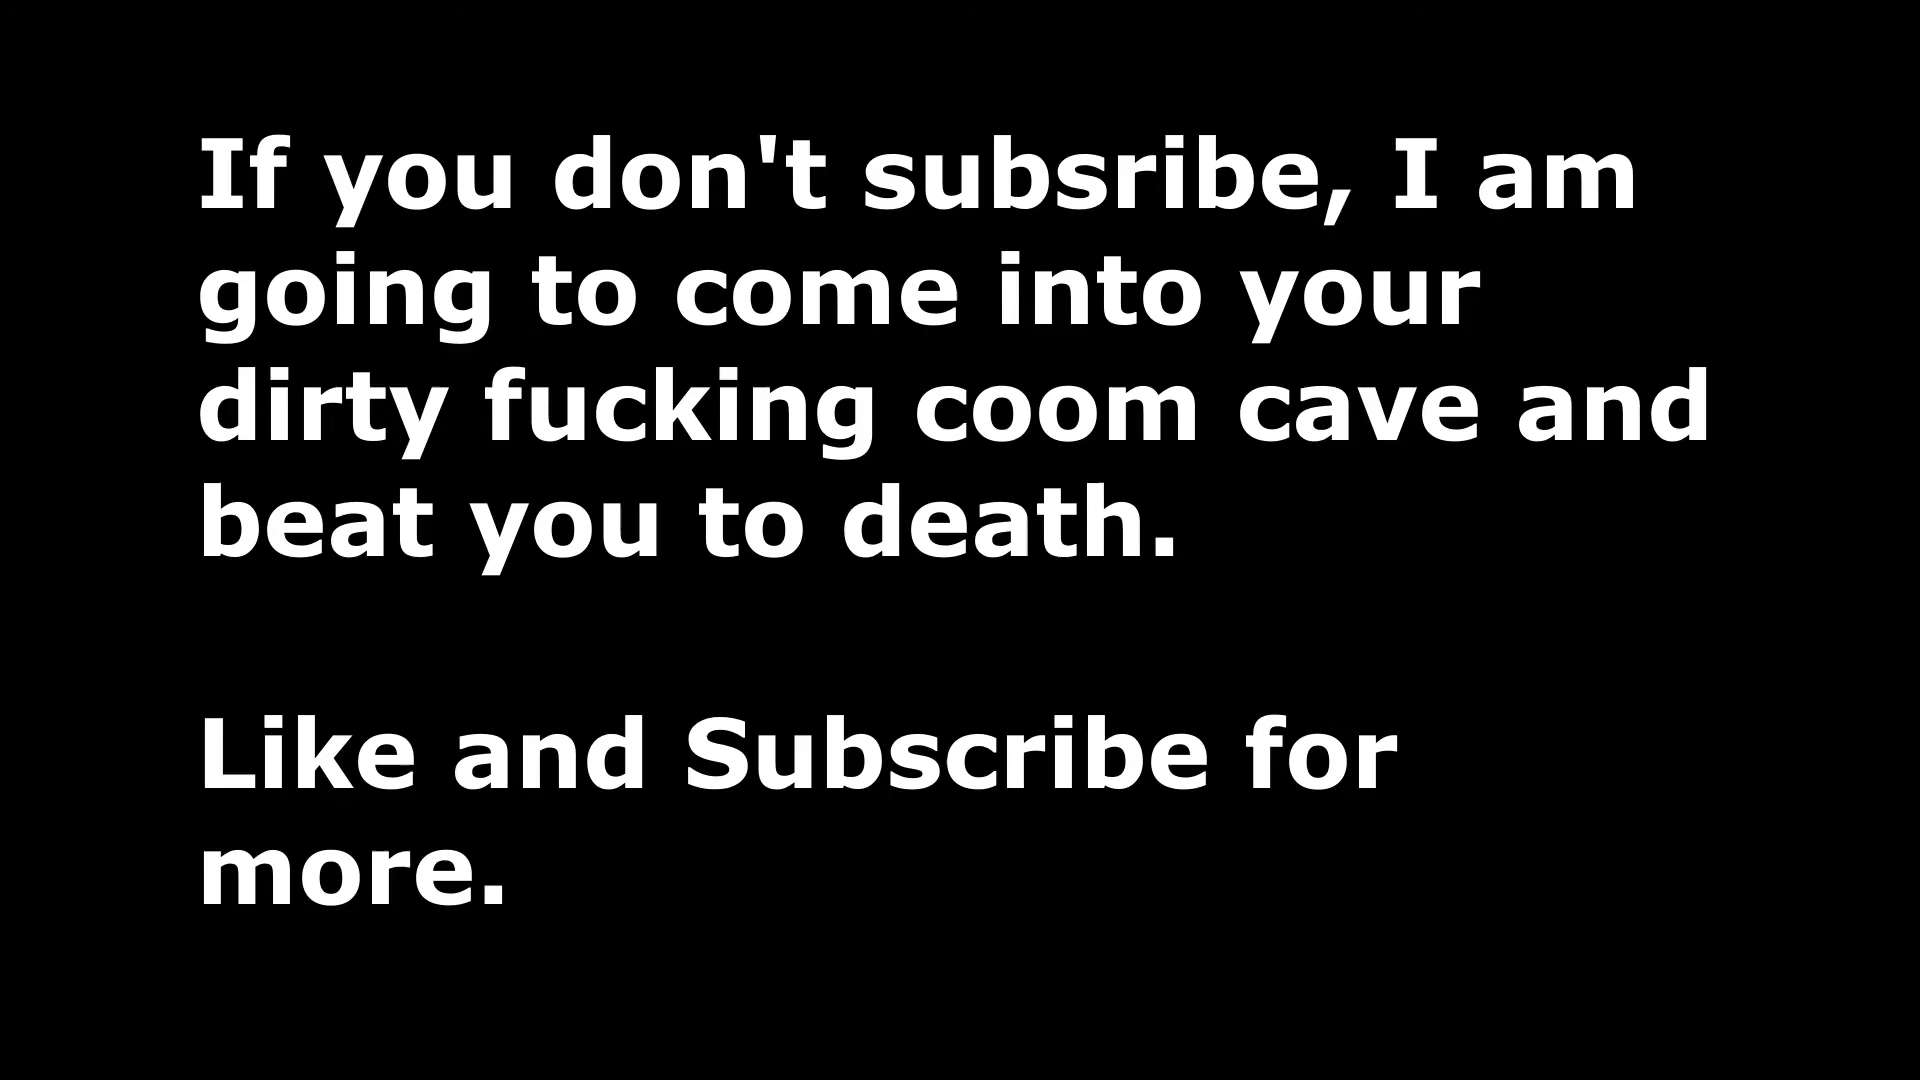 If you don't subsribe, I am
going to come into your
dirty fucking coom cave and
beat you to death.
Like and Subscribe for
more.